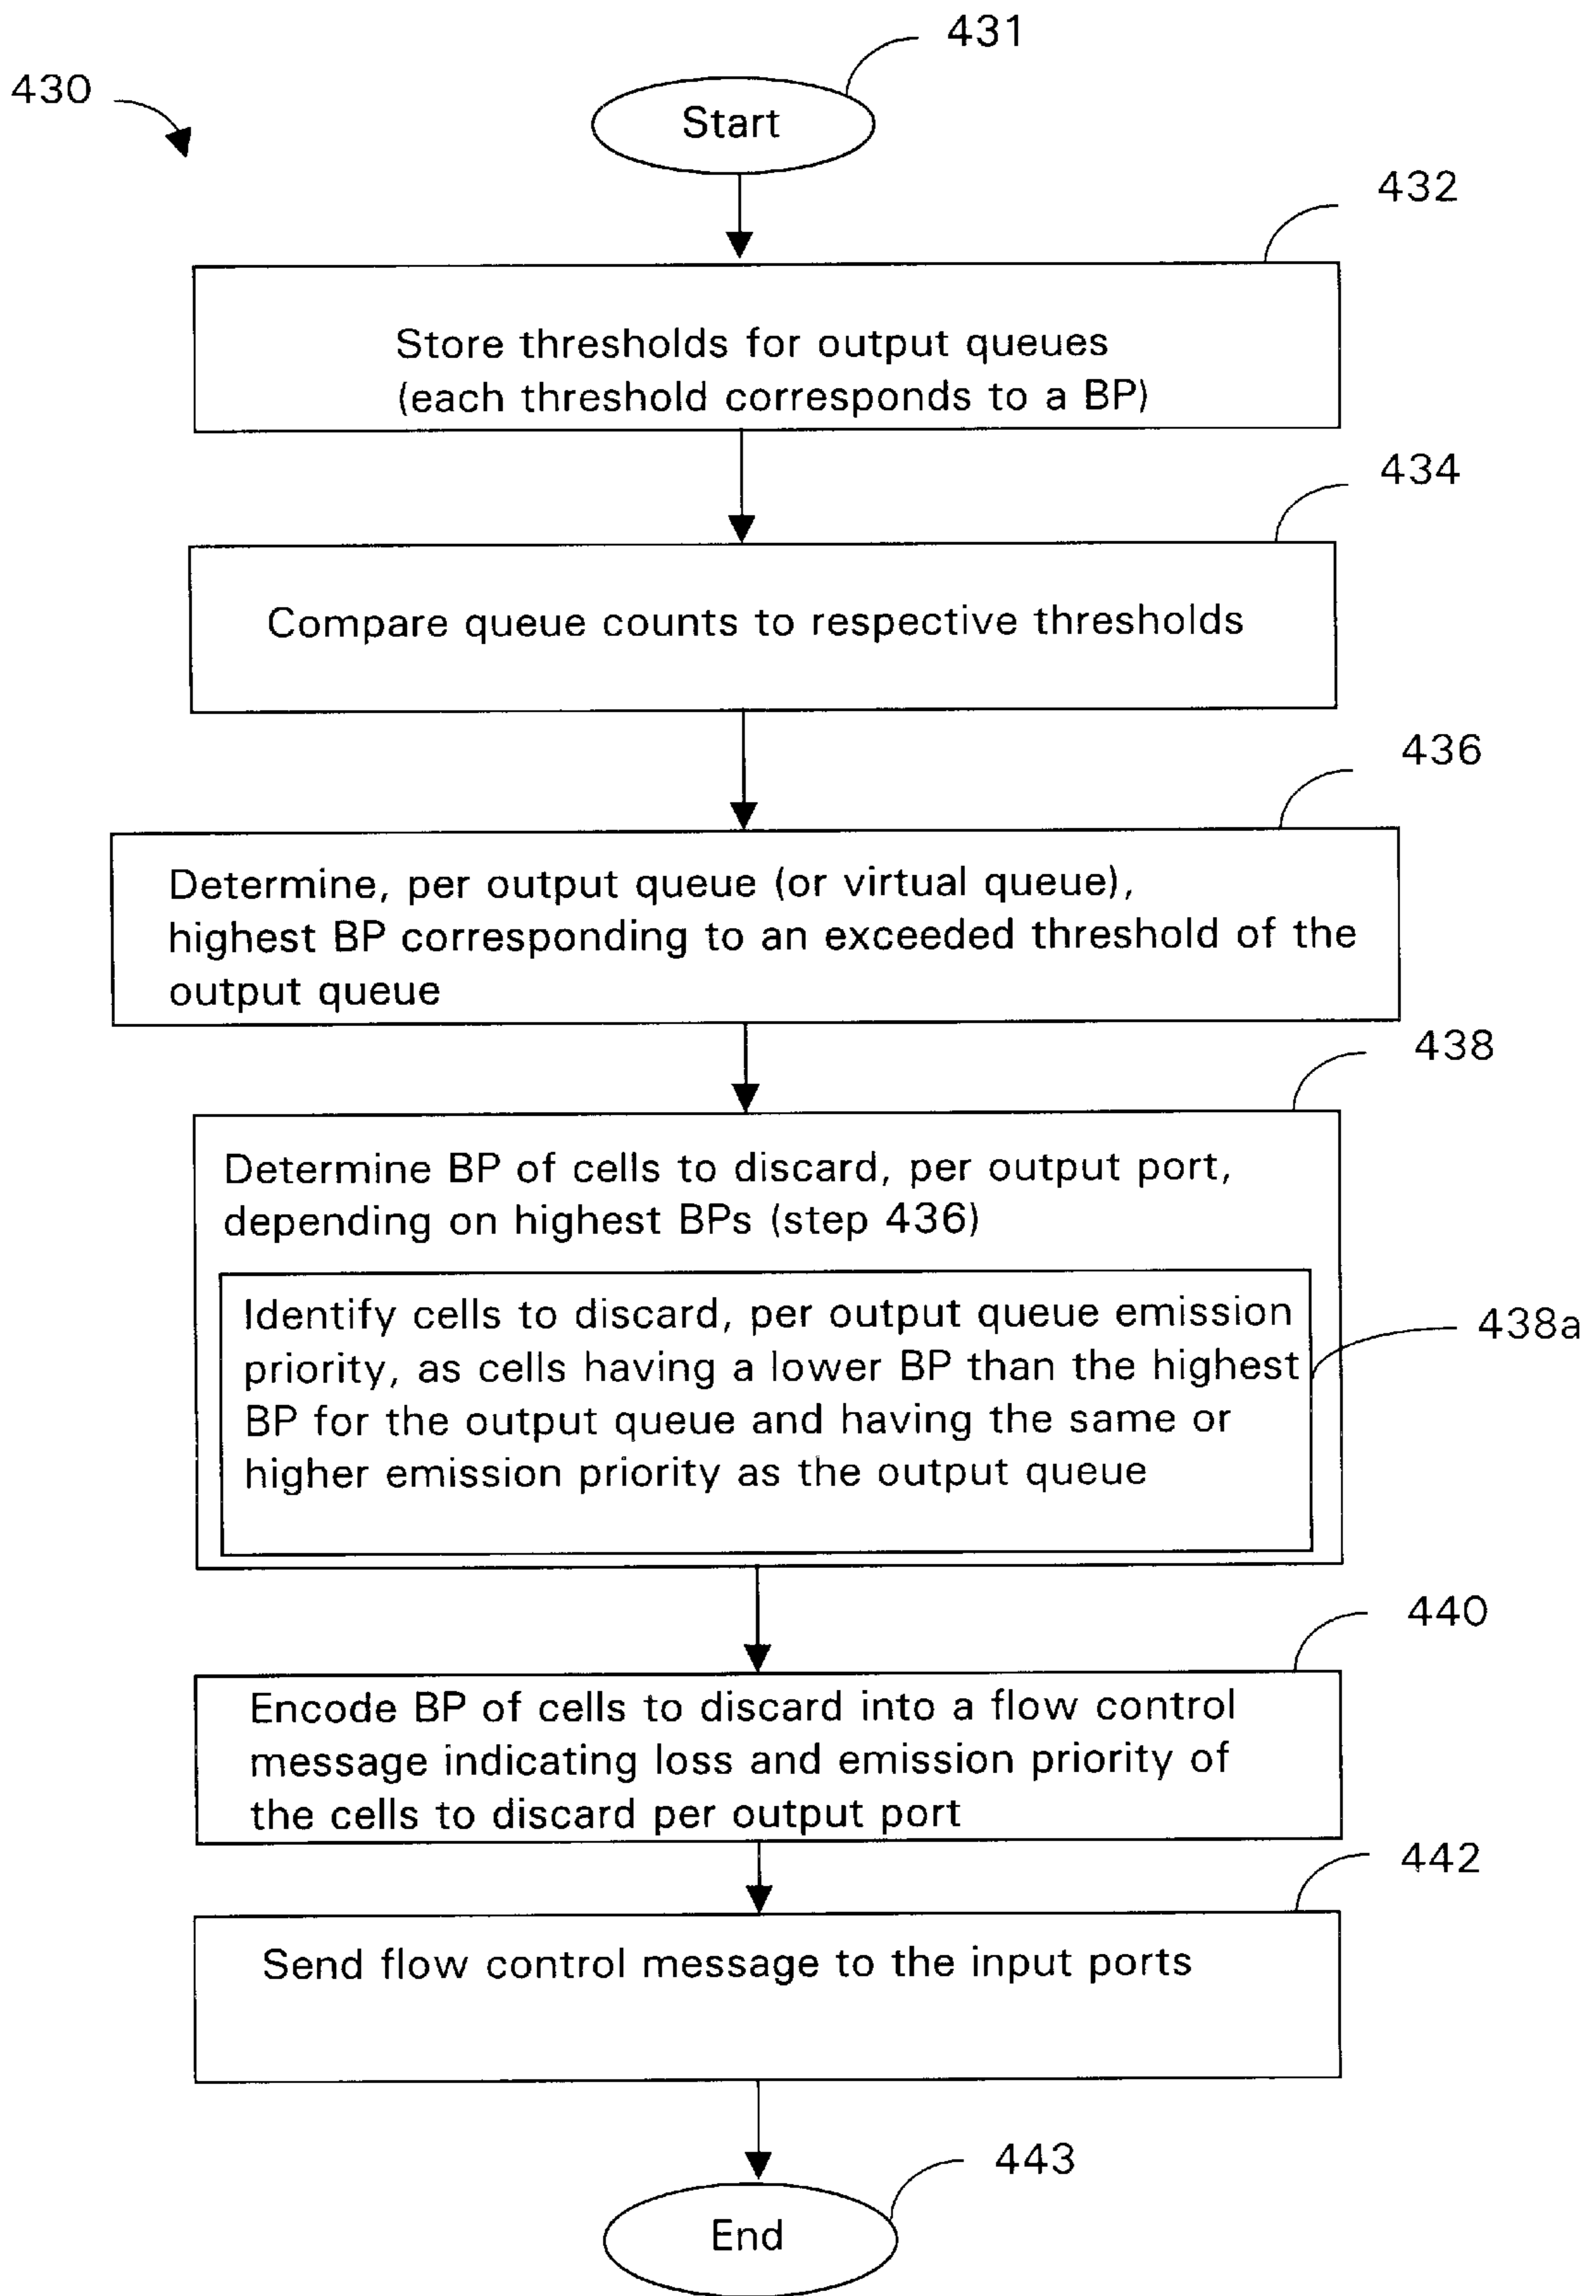 431
430
Start
432
Store thresholds for output queues
(each threshold corresponds to a BP)
434
Compare queue counts to respective thresholds
436
Determine, per output queue (or virtual queue),
highest BP corresponding to an exceeded threshold of the
output queue
438
Determine BP of cells to discard, per output port,
depending on highest BPs (step 436)
Identify cells to discard, per output queue emission
priority, as cells having a lower BP than the highest
BP for the output queue and having the same or
higher emission priority as the output queue
438a
440
Encode BP of cells to discard into a flow control
message indicating loss and emission priority of
the cells to discard per output port
442
Send flow control message to the input ports
443
End